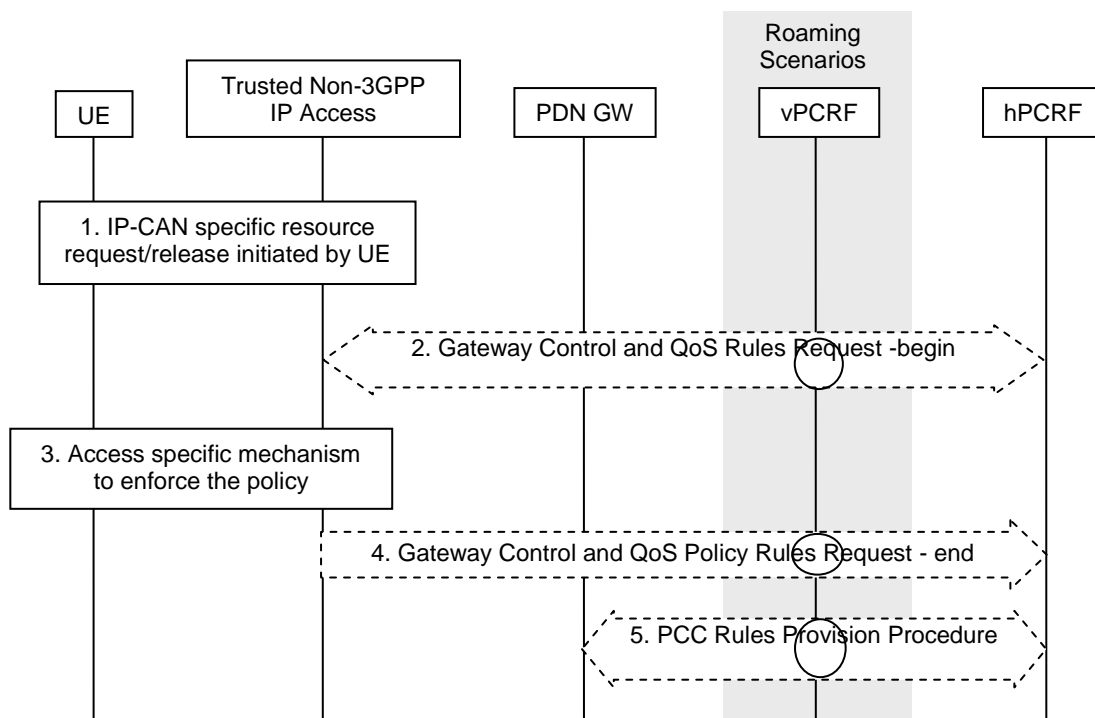 Roaming
Scenarios
UE
Trusted Non-3GPP
IP Access
PDN GW
vPCRF
hPCRF
1. IP-CAN specific resource
request/release initiated by UE
2. Gateway Control and QoS Rules Request -begin
3. Access specific mechanism
to enforce the policy
4. Gateway Control and QoS Policy Rules Request - end
5. PCC Rules Provision Procedure